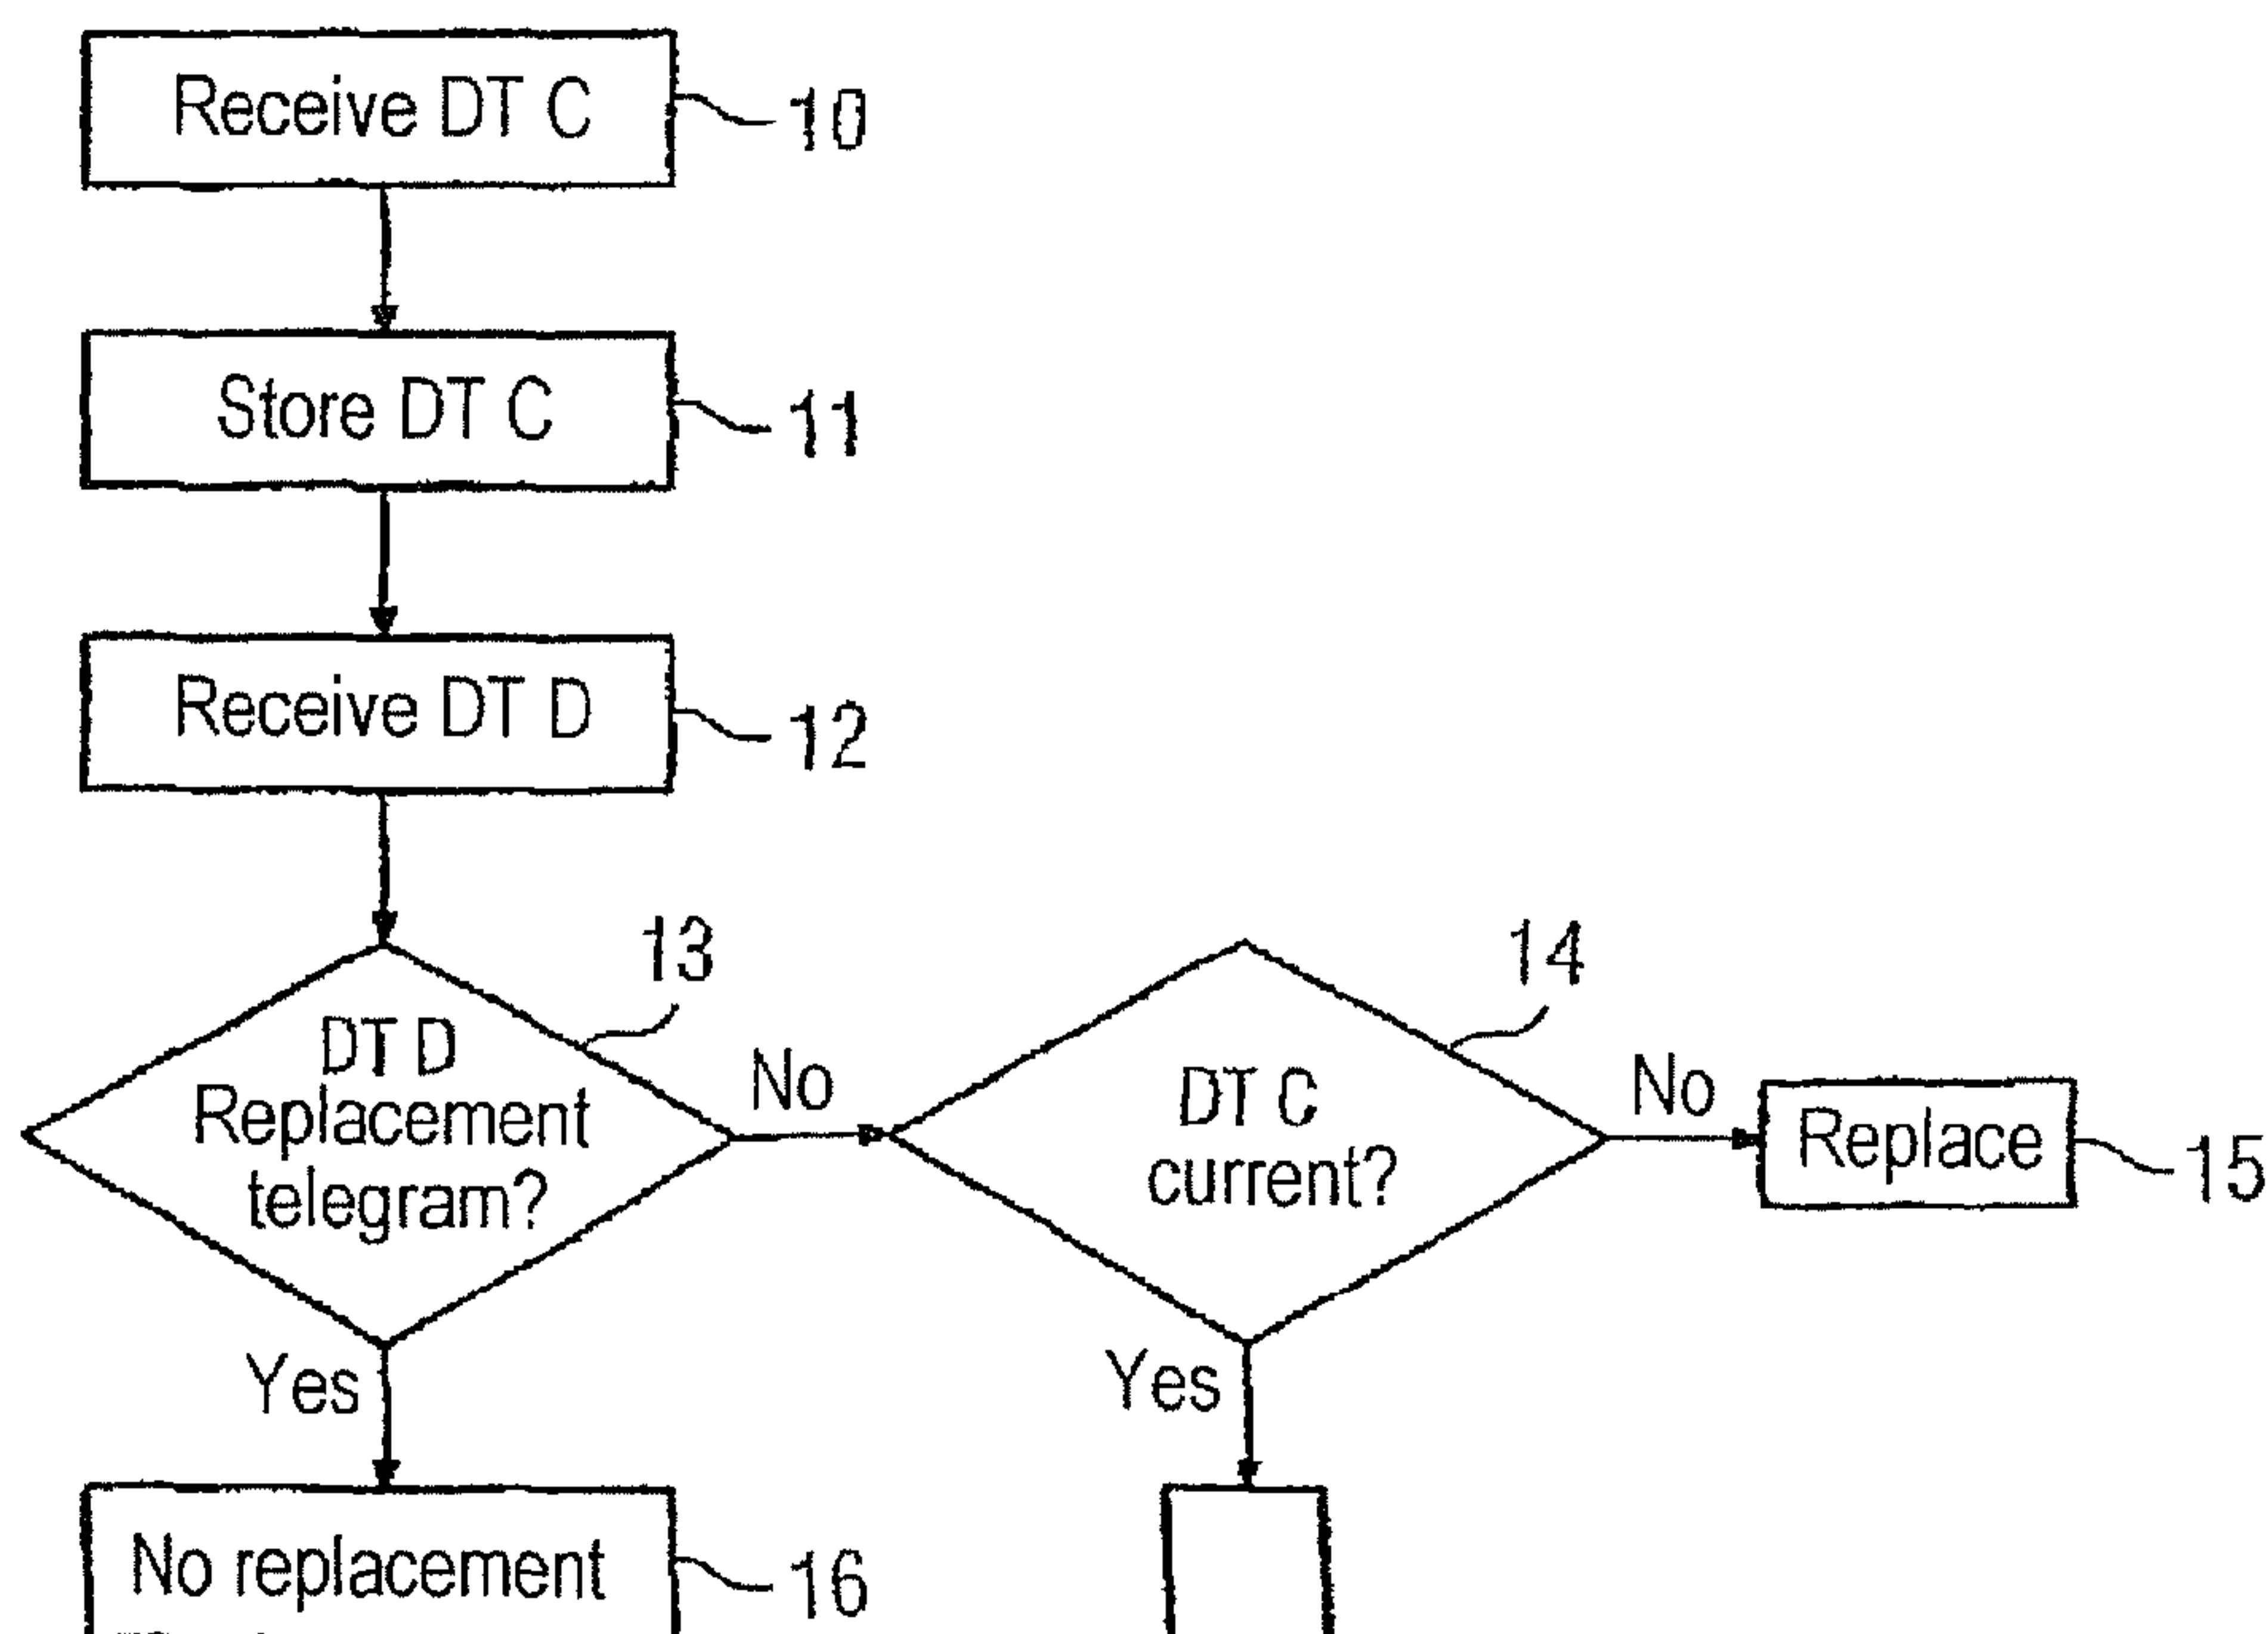 Receive DT C
10
Store DT C
11
Receive DT D
12
13
DT D
Replacement
telegram?
No
14
DT C
current?
No
Replace
15
Yes
Yes
No replacement
16